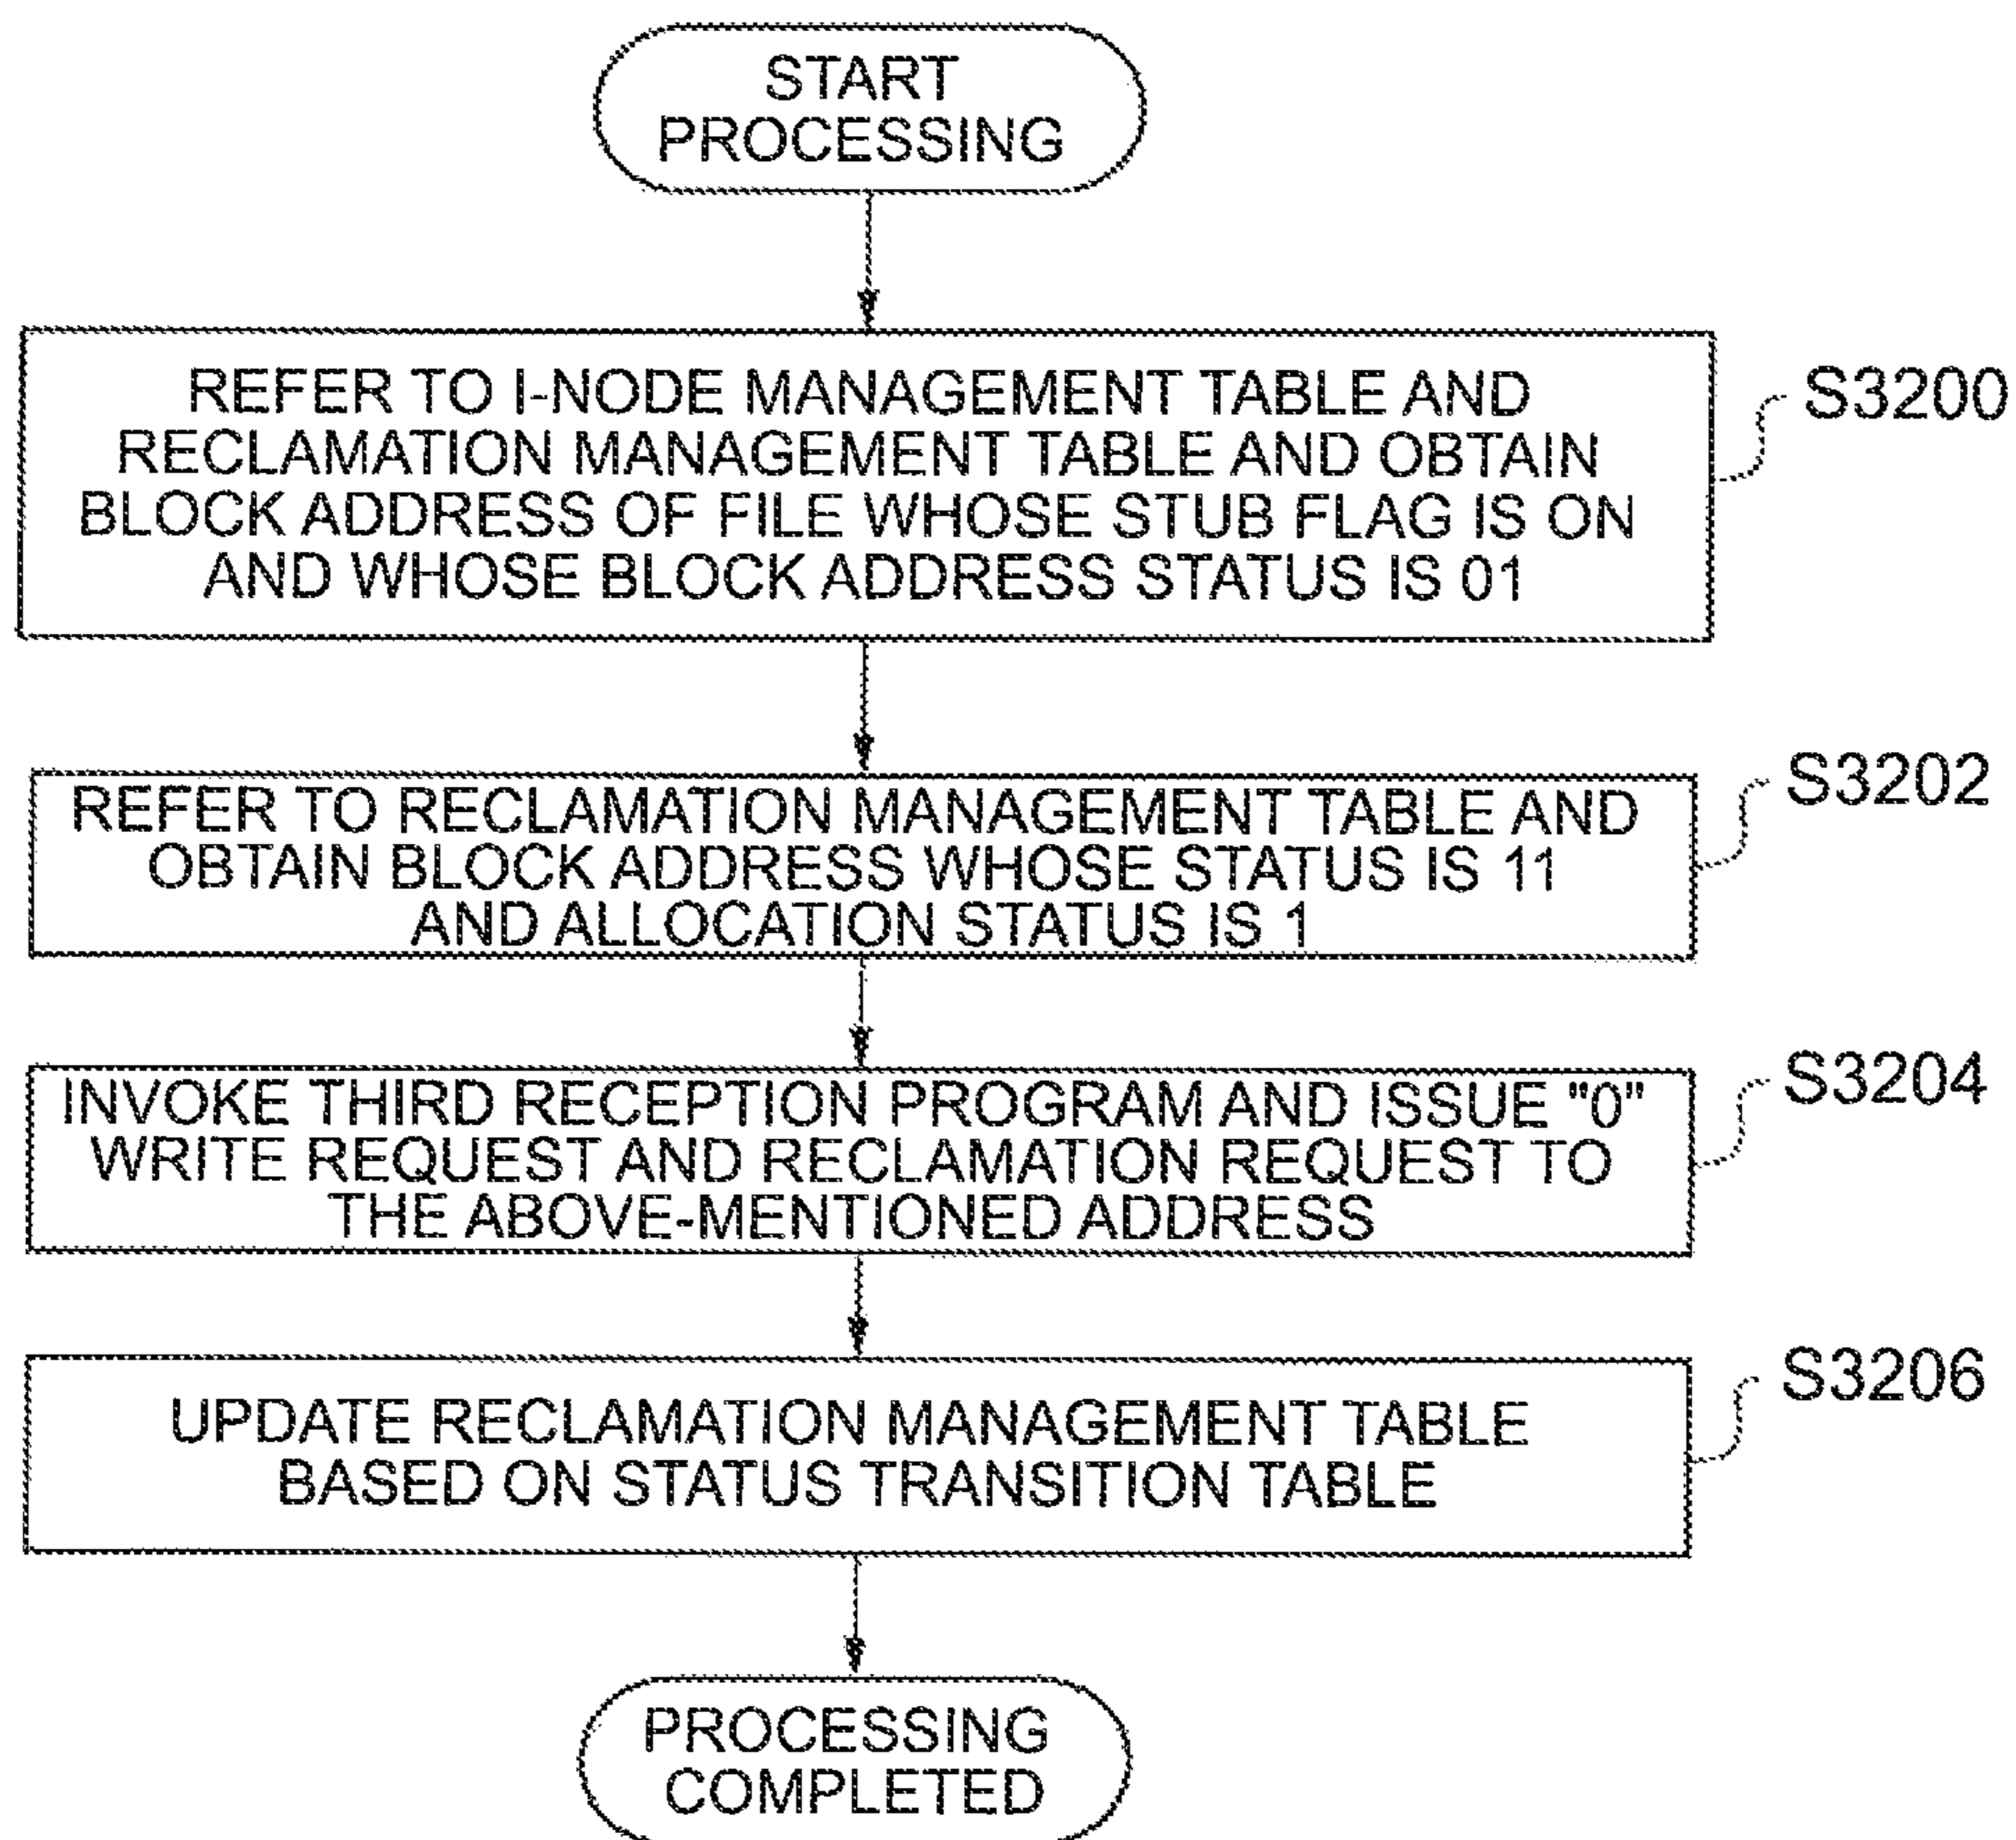 START
PROCESSING
REFER TO I-NODE MANAGEMENT TABLE AND
RECLAMATION MANAGEMENT TABLE AND OBTAIN
BLOCK ADDRESS OF FILE WHOSE STUB FLAG IS ON
AND WHOSE BLOCK ADDRESS STATUS IS 01
S3200
REFER TO RECLAMATION MANAGEMENT TABLE AND
OBTAIN BLOCK ADDRESS WHOSE STATUS IS 11
AND ALLOCATION STATUS IS 1
S3202
INVOKE THIRD RECEPTION PROGRAM AND ISSUE "0"
WRITE REQUEST AND RECLAMATION REQUEST TO
THE ABOVE-MENTIONED ADDRESS
S3204
UPDATE RECLAMATION MANAGEMENT TABLE
BASED ON STATUS TRANSITION TABLE
S3206
PROCESSING
COMPLETED